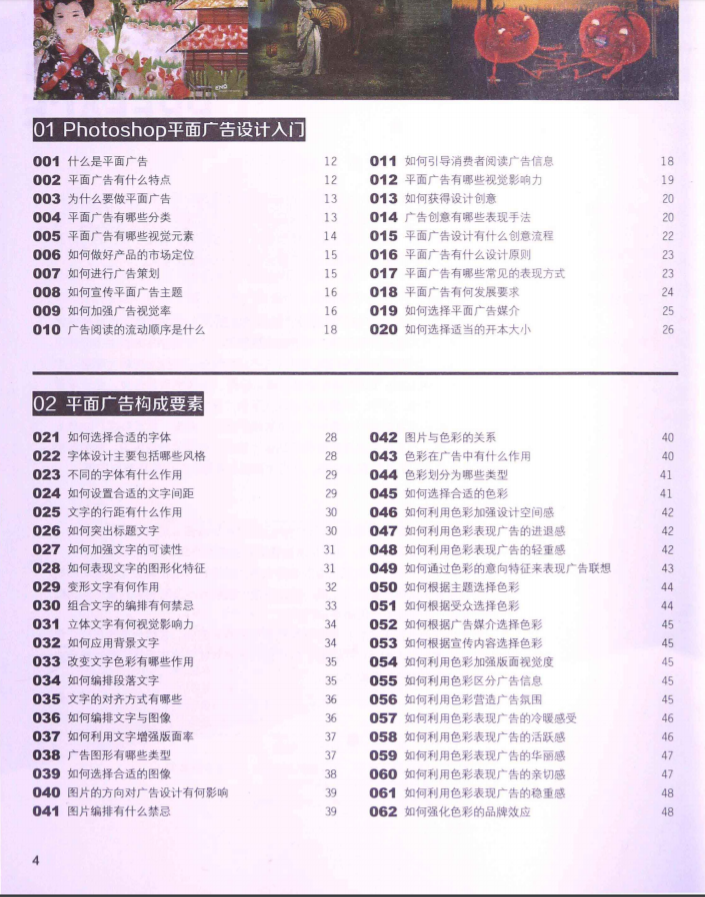 01 Photoshop平面广告设计入门
001 什么是平面广告 12
002 平面广告有什么特点 12
003 为什么要做平面广告 13
004 平面广告有哪些分类 13
005 平面广告有哪些视觉元素 14
006 如何做好产品的市场定位 15
007 如何进行广告策划 15
008 如何宣传平面广告主题 16
009 如何加强广告视觉率 16
010 广告阅读的流动顺序是什么 18
011 如何引导消费者阅读广告信息 18
012 平面广告有哪些视觉影响力 19
013 如何获得设计创意 20
014 广告创意有哪些表现手法 20
015 平面广告设计有什么创意流程 22
016 平面广告有什么设计原则 23
017 平面广告有哪些常见的表现方式 23
018 平面广告有何发展要求 24
019 如何选择平面广告媒介 25
020 如何选择适当的开本大小 26
02 平面广告构成要素
021 如何选择合适的字体 28
022 字体设计主要包括哪些风格 28
023 不同的字体有什么作用 29
024 如何设置合适的文字间距 29
025 文字的行距有什么作用 30
026 如何突出标题文字 30
027 如何加强文字的可读性 31
028 如何表现文字的图形化特征 31
029 变形文字有何作用 32
030 组合文字的编排有何禁忌 33
031 立体文字有何视觉影响力 34
032 如何应用背景文字 34
033 改变文字色彩有哪些作用 35
034 如何编排段落文字 35
035 文字的对齐方式有哪些 36
036 如何编排文字与图像 36
037 如何利用文字增强版面率 37
038 广告图形有哪些类型 37
039 如何选择合适的图像 38
040 图片的方向对广告设计有何影响 39
041 图片编排有什么禁忌 39
042 图片与色彩的关系 40
043 色彩在广告中有什么作用 40
044 色彩划分为哪些类型 41
045 如何选择合适的色彩 41
046 如何利用色彩加强设计空间感 42
047 如何利用色彩表现广告的进退感 42
048 如何利用色彩表现广告的轻重感 42
049 如何通过色彩的意向特征来表现广告联想 43
050 如何根据主题选择色彩 44
051 如何根据受众选择色彩 44
052 如何根据广告媒介选择色彩 45
053 如何根据宣传内容选择色彩 45
054 如何利用色彩加强版面视觉度 45
055 如何利用色彩区分广告信息 45
056 如何利用色彩营造广告氛围 45
057 如何利用色彩表现广告的冷暖感受 46
058 如何利用色彩表现广告的活跃感 46
059 如何利用色彩表现广告的华丽感 47
060 如何利用色彩表现广告的亲切感 47
061 如何利用色彩表现广告的稳重感 48
062 如何强化色彩的品牌效应 48
4